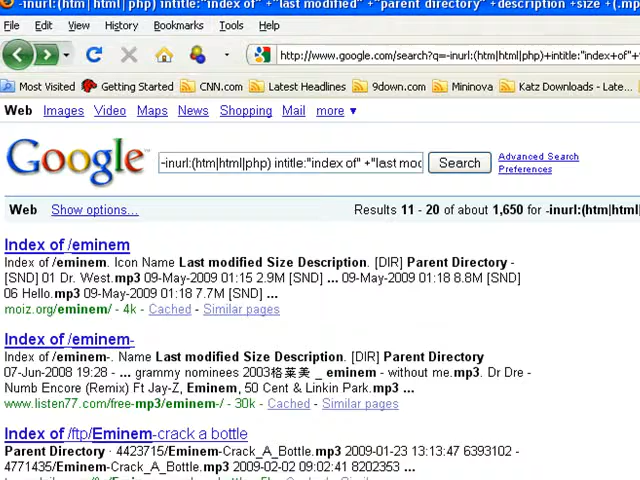 -inurl:(htm|html|php) intitle:"index of" +"last modified" +"parent directory" +description +size +(.mp
File Edit View History Bookmarks Tools Help
http://www.google.com/search?q=-inurl:(htm|html|php)+intitle:"index+of"+
Most Visited Getting Started CNN.com Latest Headlines 9down.com Mininova Katz Downloads - Late...
Web Images Video Maps News Shopping Mail more ▼
Google -inurl:(htm|html|php) intitle:"index of" +"last mod Search Advanced Search
Preferences
Web Show options... Results 11 - 20 of about 1,650 for -inurl:(htm|html|
Index of /eminem
Index of /eminem. Icon Name Last modified Size Description. [DIR] Parent Directory -
[SND] 01 Dr. West.mp3 09-May-2009 01:15 2.9M [SND] ... 09-May-2009 01:18 8.8M [SND]
06 Hello.mp3 09-May-2009 01:18 7.7M [SND] ...
moiz.org/eminem/ - 4k - Cached - Similar pages
Index of /eminem-
Index of /eminem-. Name Last modified Size Description. [DIR] Parent Directory
07-Jun-2008 19:28 - ... grammy nominees 2003格莱美 _ eminem - without me.mp3. Dr Dre -
Numb Encore (Remix) Ft Jay-Z, Eminem, 50 Cent & Linkin Park.mp3 ...
www.listen77.com/free-mp3/eminem-/ - 30k - Cached - Similar pages
Index of /ftp/Eminem-crack a bottle
Parent Directory · 4423715/Eminem-Crack_A_Bottle.mp3 2009-01-23 13:13:47 6393102 -
4771435/Eminem-Crack_A_Bottle.mp3 2009-02-02 09:02:41 8202353 ...